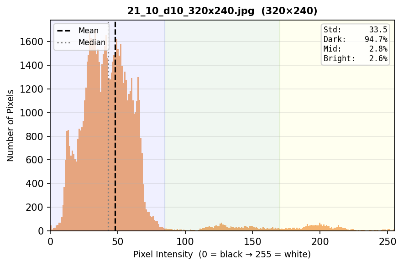 21_10_d10_320x240.jpg  (320×240)
Mean
Median
Std: 33.5
Dark: 94.7%
Mid: 2.8%
Bright: 2.6%
Number of Pixels
1600
1400
1200
1000
800
600
400
200
0
0 50 100 150 200 250
Pixel Intensity  (0 = black → 255 = white)